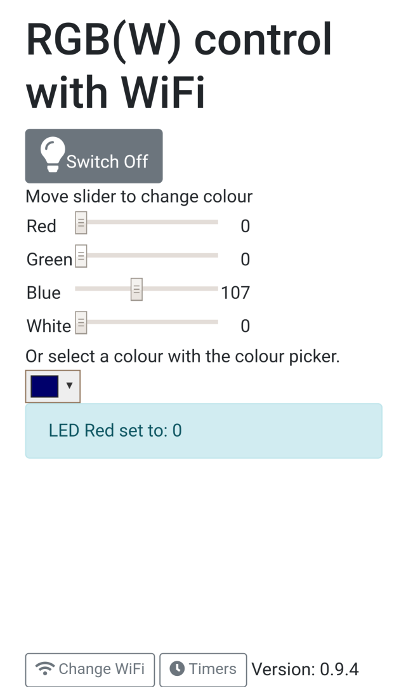 RGB(W) control
with WiFi
Switch Off
Move slider to change colour
Red 0
Green 0
Blue 107
White 0
Or select a colour with the colour picker.
LED Red set to: 0
Change WiFi Timers Version: 0.9.4